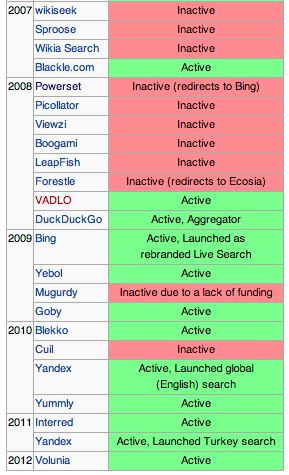 2007 wikiseek Inactive
Sproose Inactive
Wikia Search Inactive
Blackle.com Active
2008 Powerset Inactive (redirects to Bing)
Picollator Inactive
Viewzi Inactive
Boogami Inactive
LeapFish Inactive
Forestle Inactive (redirects to Ecosia)
VADLO Active
DuckDuckGo Active, Aggregator
2009 Bing Active, Launched as
rebranded Live Search
Yebol Active
Mugurdy Inactive due to a lack of funding
Goby Active
2010 Blekko Active
Cuil Inactive
Yandex Active, Launched global
(English) search
Yummly Active
2011 Interred Active
Yandex Active, Launched Turkey search
2012 Volunia Active